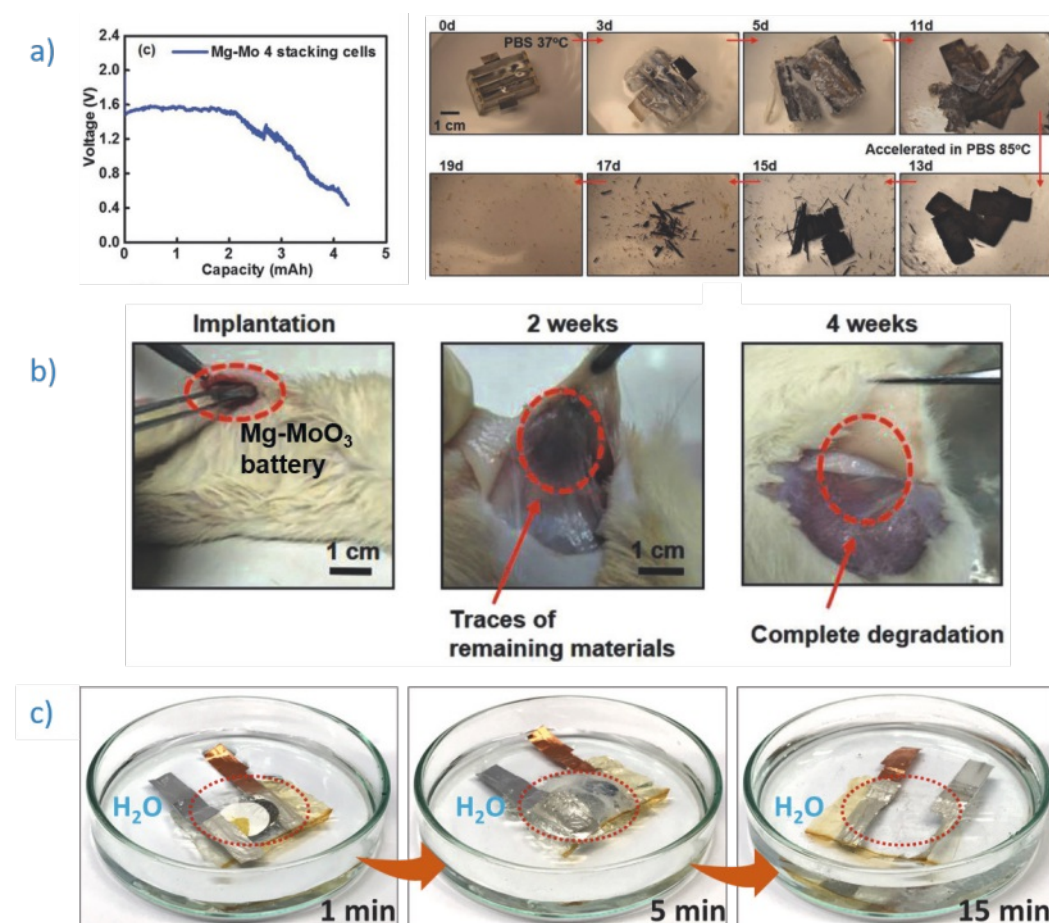 a)
(c)
Mg-Mo 4 stacking cells
Voltage (V)
2.4
2.0
1.6
1.2
0.8
0.4
0.0
0 1 2 3 4 5
Capacity (mAh)
0d
3d
5d
11d
PBS 37ºC
1 cm
Accelerated in PBS 85ºC
19d
17d
15d
13d
b)
Implantation
2 weeks
4 weeks
Mg-MoO₃
battery
1 cm
1 cm
Traces of
remaining materials
Complete degradation
c)
H₂O
1 min
H₂O
5 min
H₂O
15 min